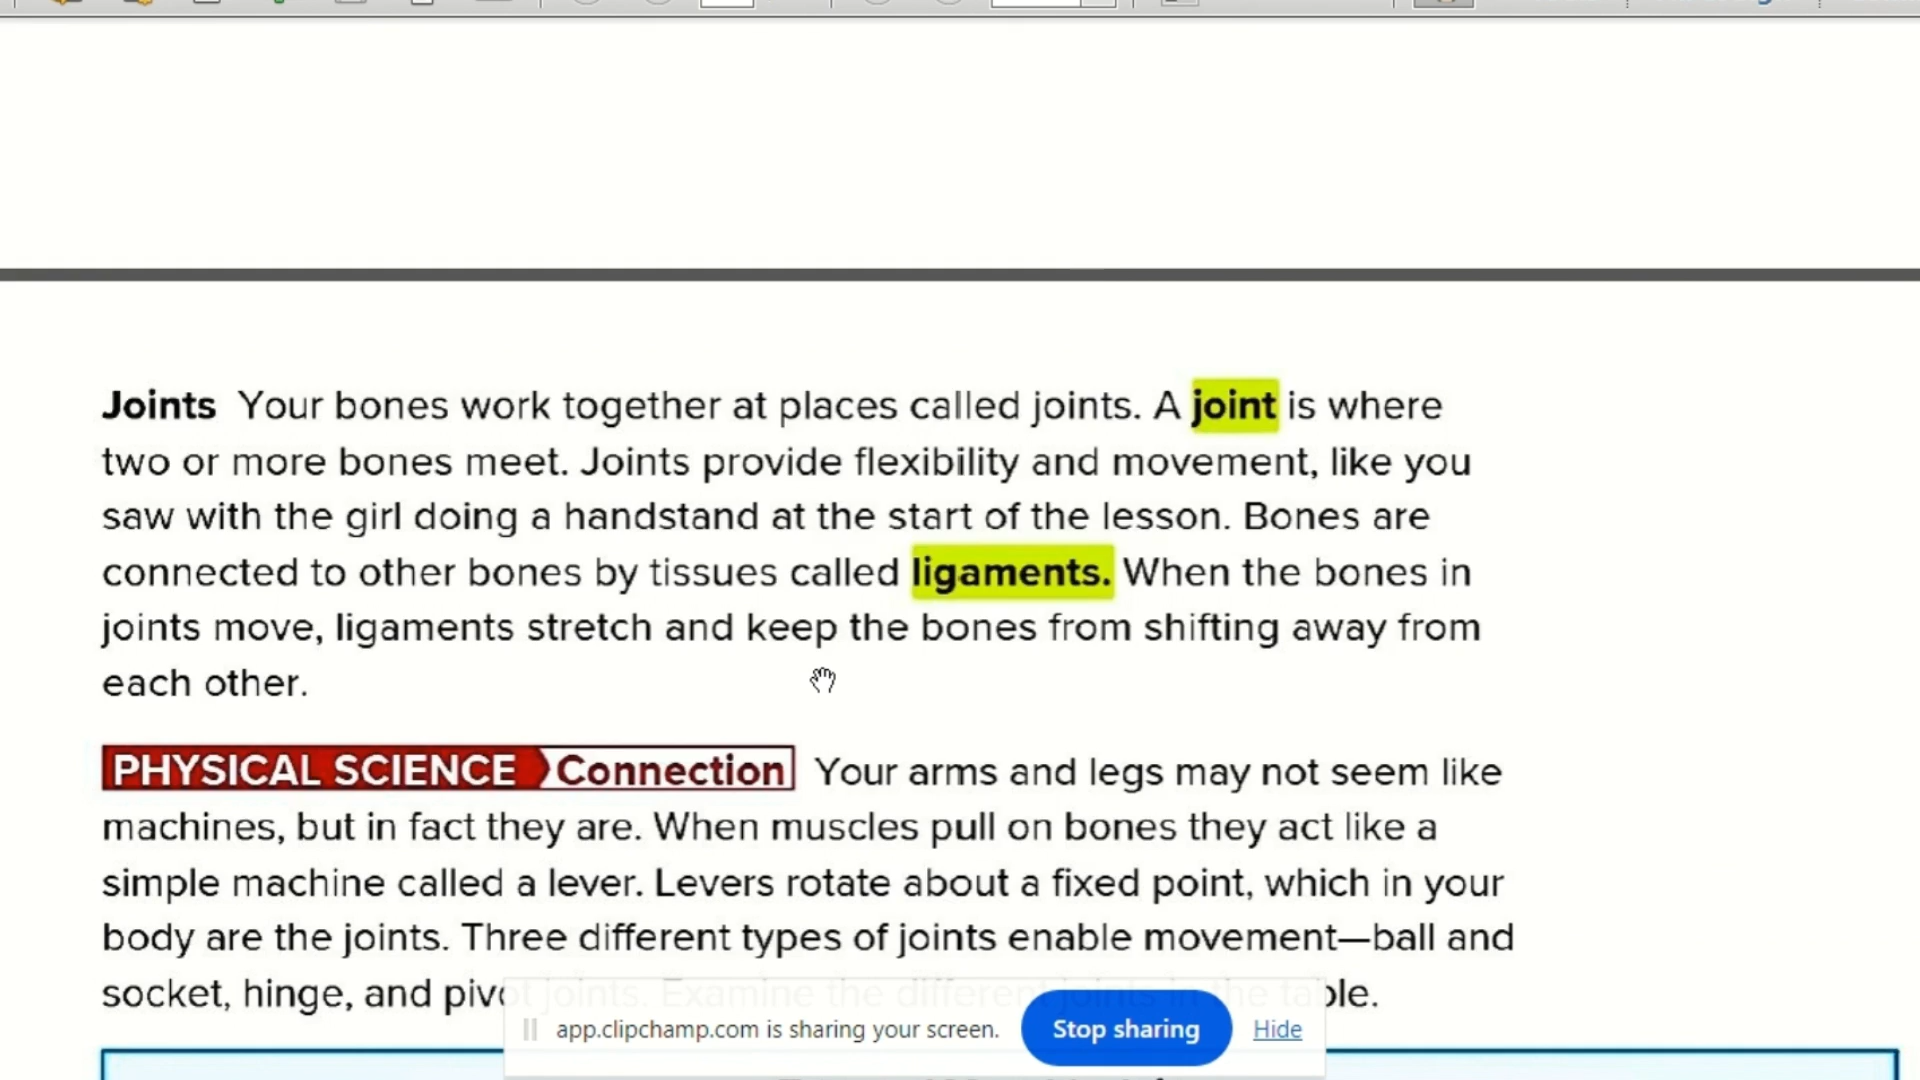 Joints Your bones work together at places called joints. A joint is where
two or more bones meet. Joints provide flexibility and movement, like you
saw with the girl doing a handstand at the start of the lesson. Bones are
connected to other bones by tissues called ligaments. When the bones in
joints move, ligaments stretch and keep the bones from shifting away from
each other.
PHYSICAL SCIENCE Connection Your arms and legs may not seem like
machines, but in fact they are. When muscles pull on bones they act like a
simple machine called a lever. Levers rotate about a fixed point, which in your
body are the joints. Three different types of joints enable movement—ball and
socket, hinge, and pivot joints. Examine the different joints in the table.
app.clipchamp.com is sharing your screen. Stop sharing Hide